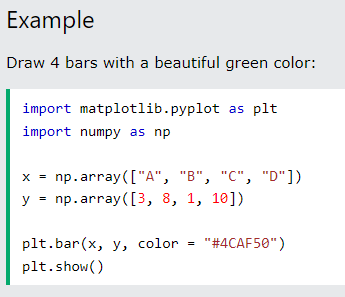 Example
Draw 4 bars with a beautiful green color:
import matplotlib.pyplot as plt
import numpy as np
x = np.array(["A", "B", "C", "D"])
y = np.array([3, 8, 1, 10])
plt.bar(x, y, color = "#4CAF50")
plt.show()